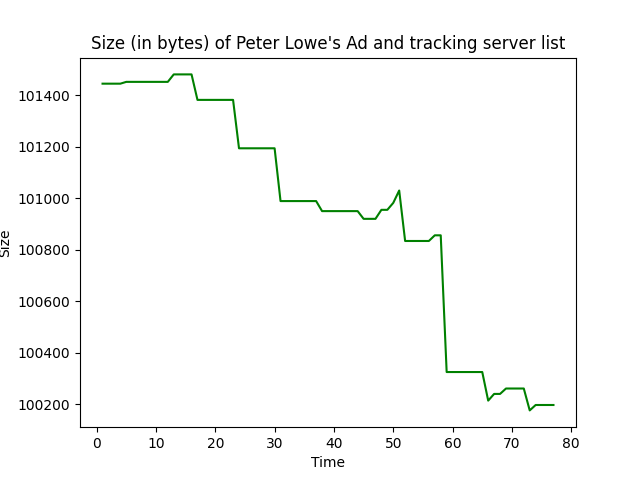 Size (in bytes) of Peter Lowe's Ad and tracking server list
101400
101200
101000
100800
100600
100400
100200
Size
0 10 20 30 40 50 60 70 80
Time